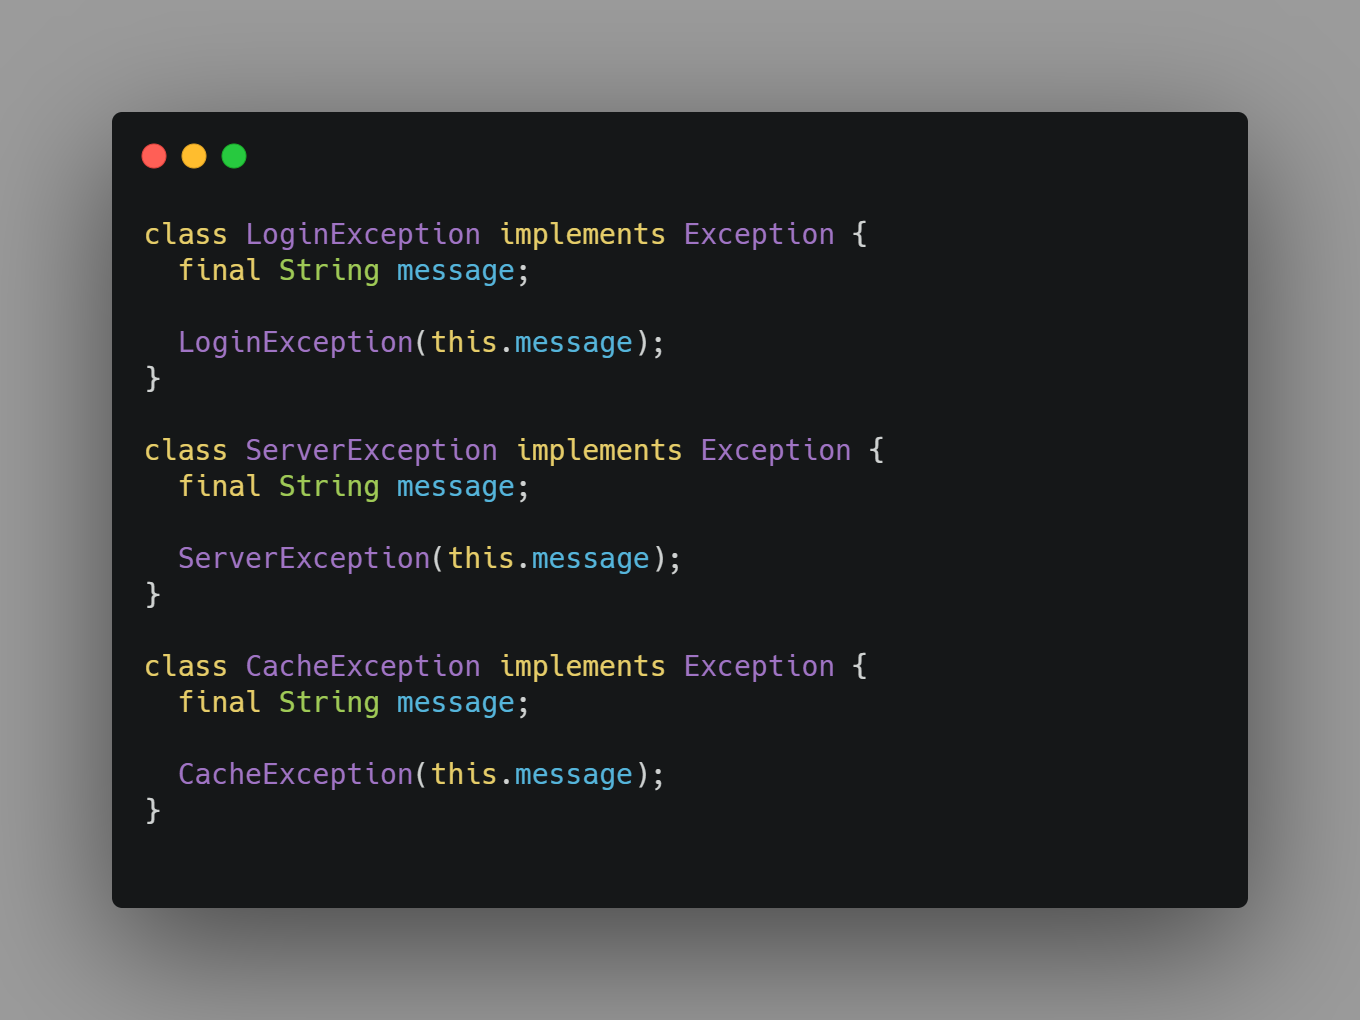 class LoginException implements Exception {
  final String message;

  LoginException(this.message);
}

class ServerException implements Exception {
  final String message;

  ServerException(this.message);
}

class CacheException implements Exception {
  final String message;

  CacheException(this.message);
}